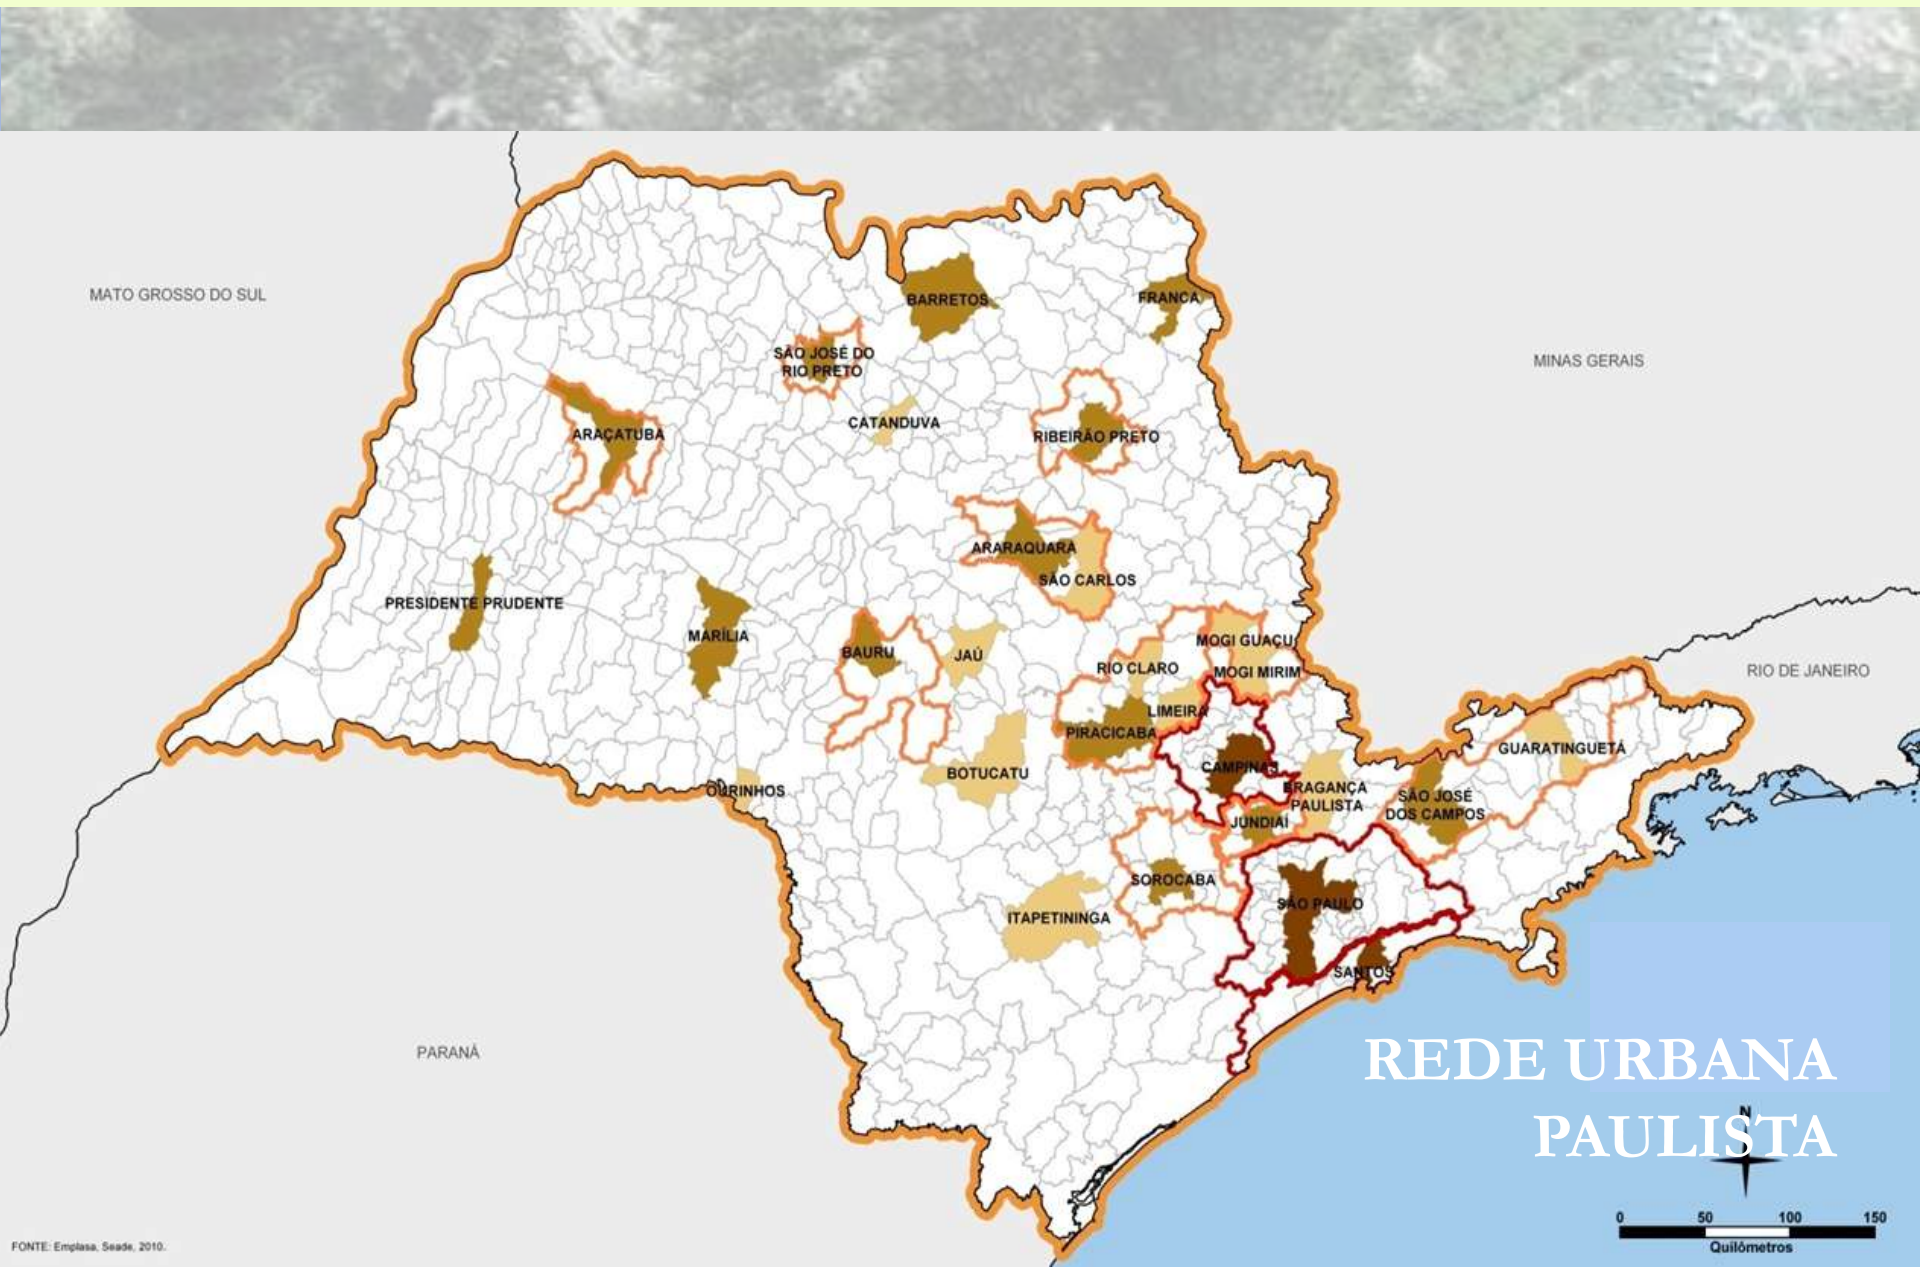 MATO GROSSO DO SUL
BARRETOS
FRANCA
MINAS GERAIS
SÃO JOSÉ DO
RIO PRETO
CATANDUVA
ARAÇATUBA
RIBEIRÃO PRETO
ARARAQUARA
SÃO CARLOS
PRESIDENTE PRUDENTE
MARÍLIA
BAURU
JAÚ
MOGI GUAÇU
RIO CLARO
MOGI MIRIM
RIO DE JANEIRO
LIMEIRA
PIRACICABA
GUARATINGUETÁ
CAMPINAS
BOTUCATU
OURINHOS
BRAGANÇA
PAULISTA
SÃO JOSÉ
DOS CAMPOS
JUNDIAÍ
SOROCABA
SÃO PAULO
ITAPETININGA
SANTOS
PARANÁ
REDE URBANA
PAULISTA
N
0 50 100 150
Quilômetros
FONTE: Emplasa, Seade, 2010.